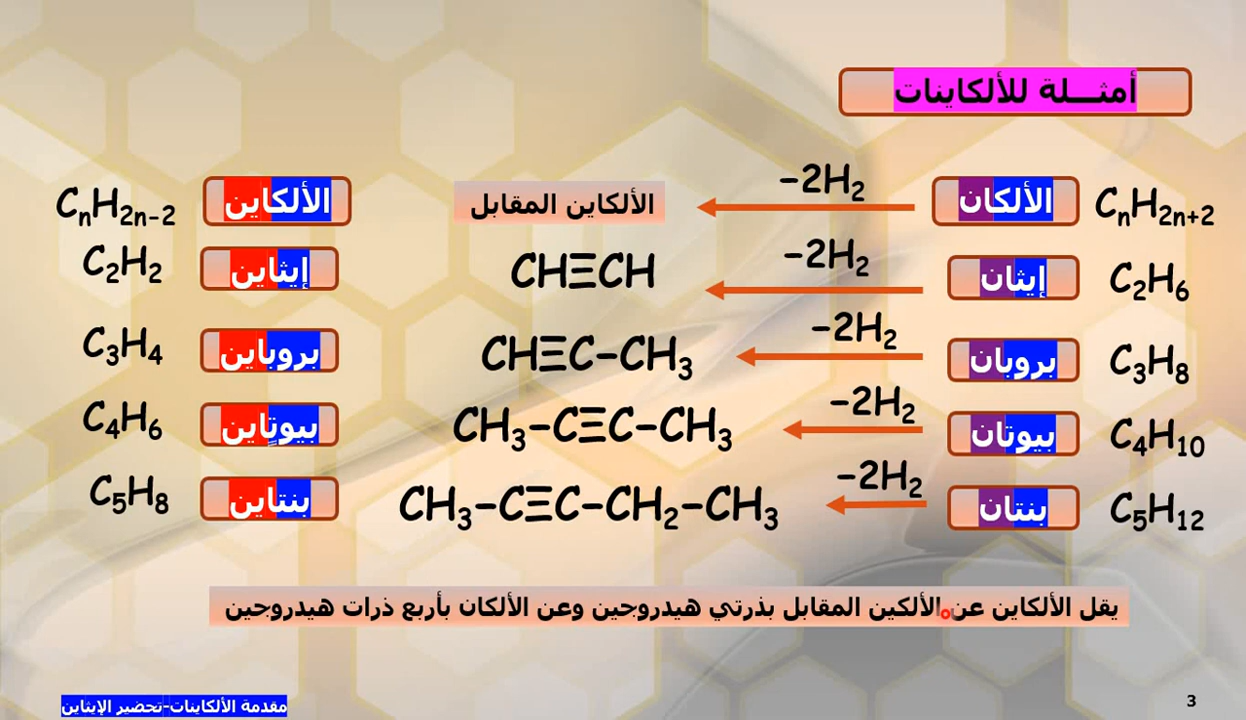 أمثـــلة للألكاينات
CₙH₂ₙ₊₂ الألكان −2H₂ الألكاين المقابل الألكاين CₙH₂ₙ₋₂
C₂H₆ إيثان −2H₂ CH≡CH إيثاين C₂H₂
C₃H₈ بروبان −2H₂ CH≡C−CH₃ بروباين C₃H₄
C₄H₁₀ بيوتان −2H₂ CH₃−C≡C−CH₃ بيوتاين C₄H₆
C₅H₁₂ بنتان −2H₂ CH₃−C≡C−CH₂−CH₃ بنتاين C₅H₈
يقل الألكاين عن الألكين المقابل بذرتي هيدروجين وعن الألكان بأربع ذرات هيدروجين
مقدمة الألكاينات-تحضير الإيثاين
3